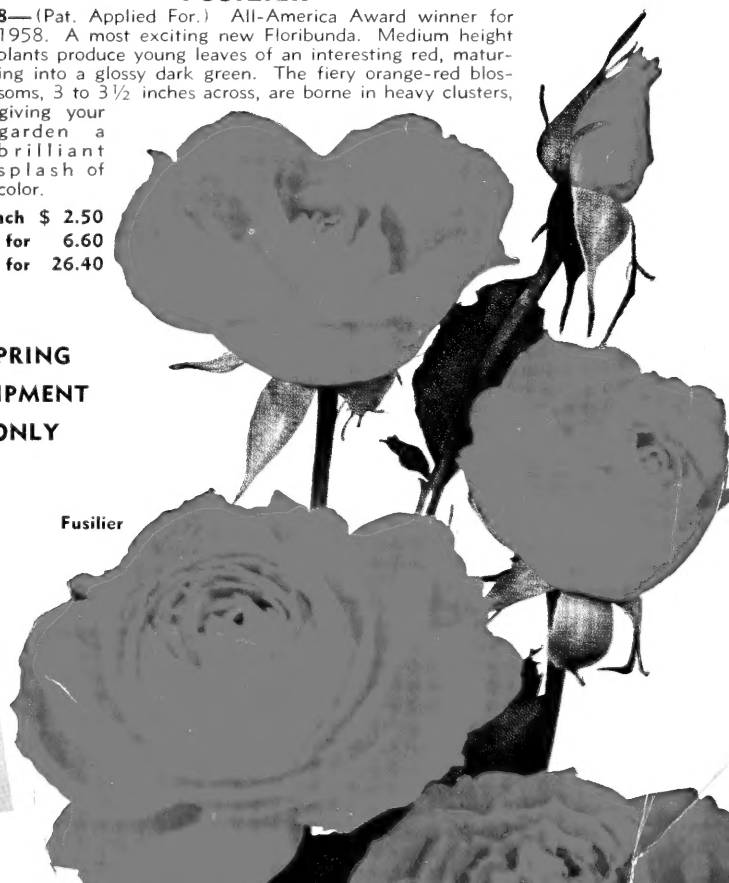 8—(Pat. Applied For.) All-America Award winner for
1958. A most exciting new Floribunda. Medium height
plants produce young leaves of an interesting red, matur-
ing into a glossy dark green. The fiery orange-red blos-
soms, 3 to 3½ inches across, are borne in heavy clusters,
giving your
garden a
brilliant
splash of
color.
ach $ 2.50
for 6.60
for 26.40
PRING
IPMENT
ONLY
Fusilier